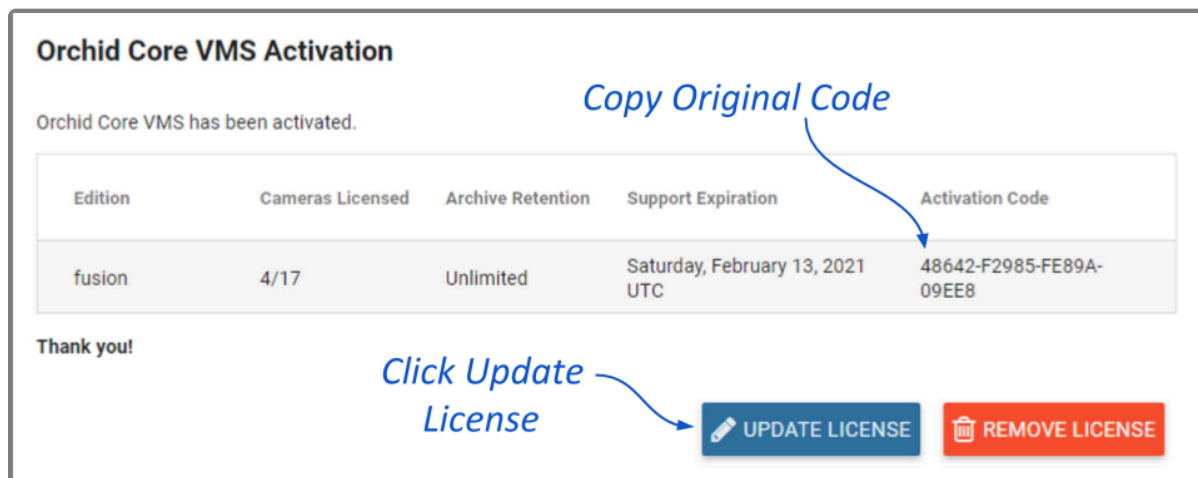 Orchid Core VMS Activation
Copy Original Code
Orchid Core VMS has been activated.
Edition Cameras Licensed Archive Retention Support Expiration Activation Code
fusion 4/17 Unlimited Saturday, February 13, 2021 UTC 48642-F2985-FE89A-09EE8
Thank you!
Click Update
License
UPDATE LICENSE REMOVE LICENSE